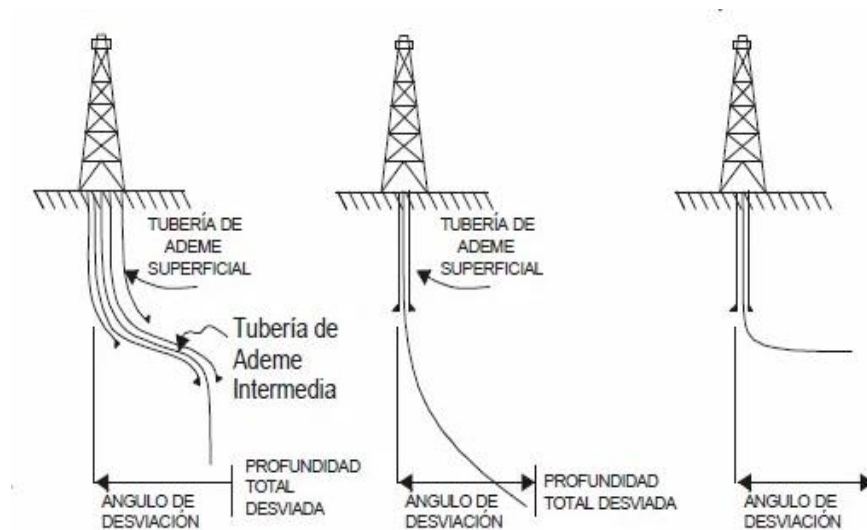 TUBERÍA DE
ADEME
SUPERFICIAL
Tubería de
Ademe
Intermedia
PROFUNDIDAD
TOTAL
DESVIADA
ANGULO DE
DESVIACIÓN
TUBERÍA DE
ADEME
SUPERFICIAL
PROFUNDIDAD
TOTAL DESVIADA
ANGULO DE
DESVIACIÓN
ANGULO DE
DESVIACIÓN